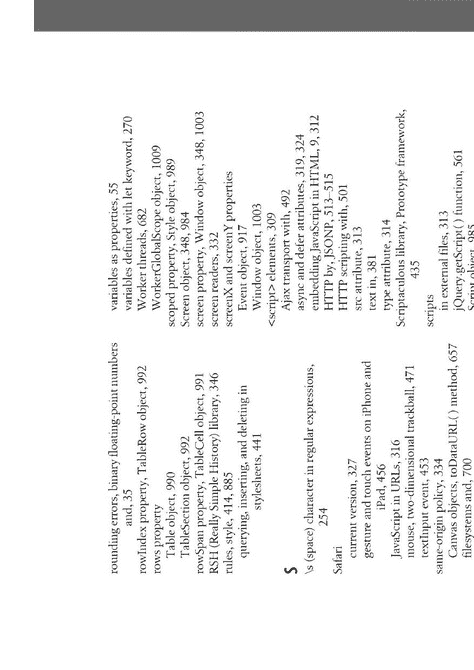 rounding errors, binary floating-point numbers
and, 35
rowIndex property, TableRow object, 992
rows property
Table object, 990
TableSection object, 992
rowSpan property, TableCell object, 991
RSH (Really Simple History) library, 346
rules, style, 414, 885
querying, inserting, and deleting in
stylesheets, 441
S
\s (space) character in regular expressions,
254
Safari
current version, 327
gesture and touch events on iPhone and
iPad, 456
JavaScript in URLs, 316
mouse, two-dimensional trackball, 471
textInput event, 453
same-origin policy, 334
Canvas objects, toDataURL( ) method, 657
filesystems and, 700
variables as properties, 55
variables defined with let keyword, 270
Worker threads, 682
WorkerGlobalScope object, 1009
scoped property, Style object, 989
Screen object, 348, 984
screen property, Window object, 348, 1003
screen readers, 332
screenX and screenY properties
Event object, 917
Window object, 1003
<script> elements, 309
Ajax transport with, 492
async and defer attributes, 319, 324
embedding JavaScript in HTML, 9, 312
HTTP by, JSONP, 513–515
HTTP scripting with, 501
src attribute, 313
text in, 381
type attribute, 314
Scriptaculous library, Prototype framework,
435
scripts
in external files, 313
jQuery.getScript( ) function, 561
Script object, 985